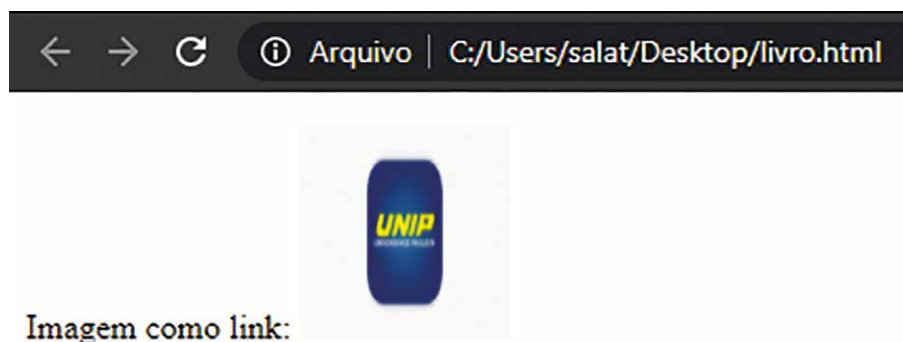 Arquivo | C:/Users/salat/Desktop/livro.html
UNIP
Imagem como link: